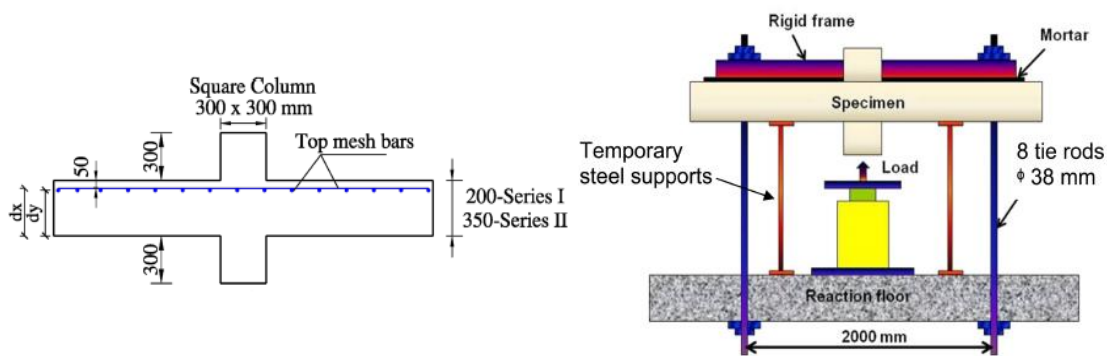 Square Column
300 x 300 mm
300
50
Top mesh bars
dx
dy
200-Series I
350-Series II
300
Rigid frame
Mortar
Specimen
Temporary
steel supports
Load
8 tie rods
ϕ 38 mm
Reaction floor
2000 mm